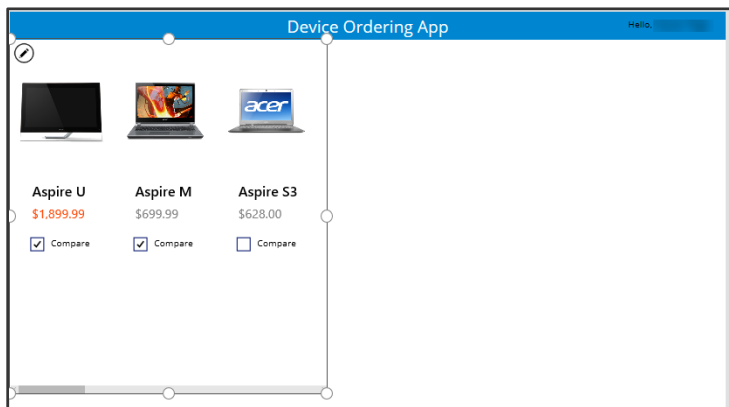 Device Ordering App
Hello,
acer
Aspire U
Aspire M
Aspire S3
$1,899.99
$699.99
$628.00
Compare
Compare
Compare